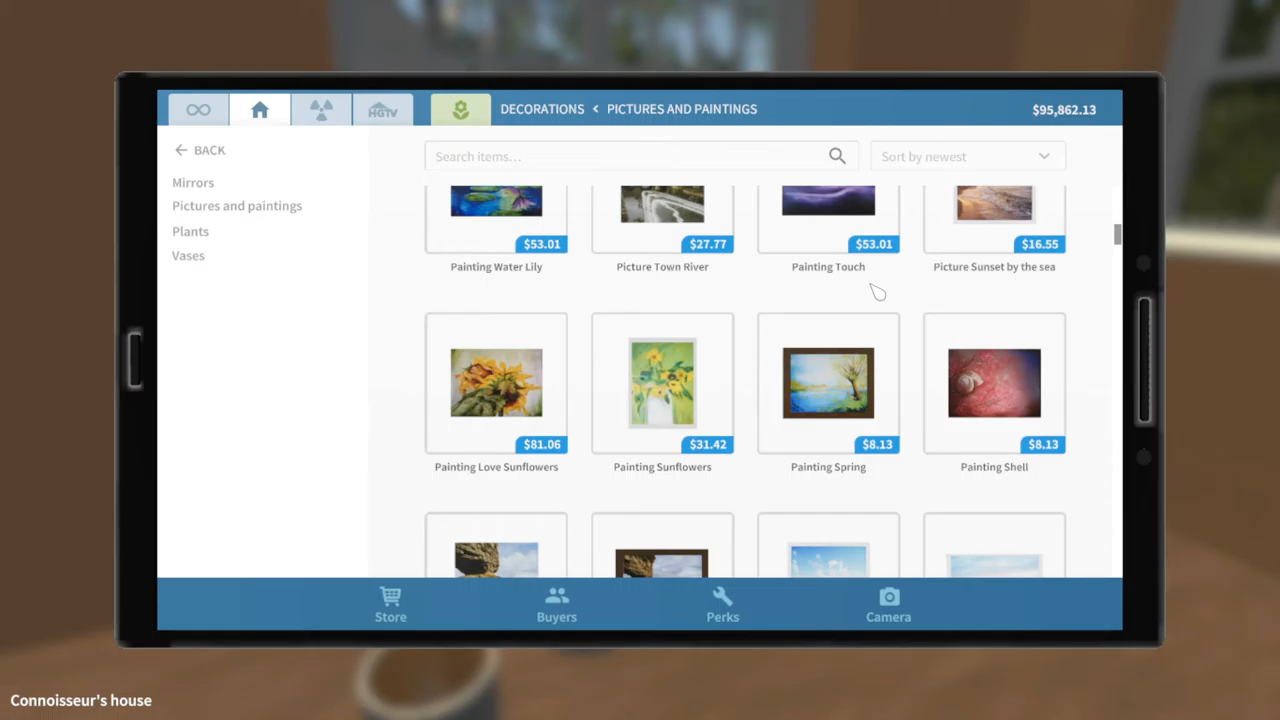 HGTV
DECORATIONS < PICTURES AND PAINTINGS
$95,862.13
BACK
Search items...
Sort by newest
Mirrors
Pictures and paintings
Plants
Vases
$53.01
$27.77
$53.01
$16.55
Painting Water Lily
Picture Town River
Painting Touch
Picture Sunset by the sea
$81.06
$31.42
$8.13
$8.13
Painting Love Sunflowers
Painting Sunflowers
Painting Spring
Painting Shell
Store
Buyers
Perks
Camera
Connoisseur's house